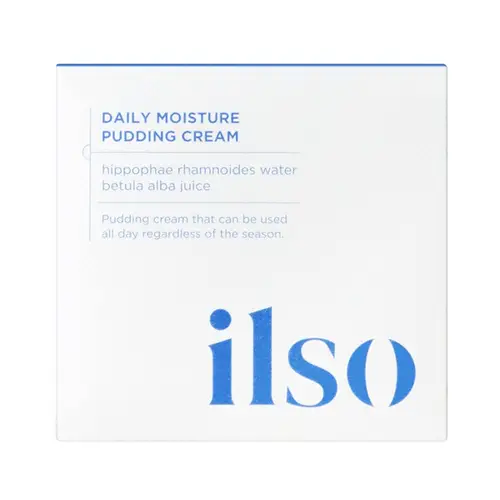 DAILY MOISTURE
PUDDING CREAM
hippophae rhamnoides water
betula alba juice
Pudding cream that can be used
all day regardless of the season.
ilso